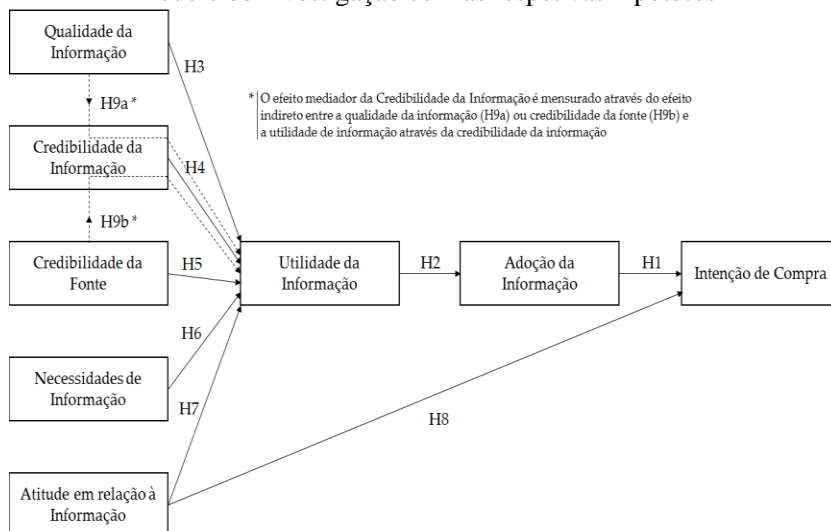 Qualidade da
Informação
H3
H9a *
* O efeito mediador da Credibilidade da Informação é mensurado através do efeito
indireto entre a qualidade da informação (H9a) ou credibilidade da fonte (H9b) e
a utilidade de informação através da credibilidade da informação
Credibilidade da
Informação
H4
H9b *
Credibilidade da
Fonte
H5
Utilidade da
Informação
H2
Adoção da
Informação
H1
Intenção de Compra
H6
Necessidades de
Informação
H7
H8
Atitude em relação à
Informação